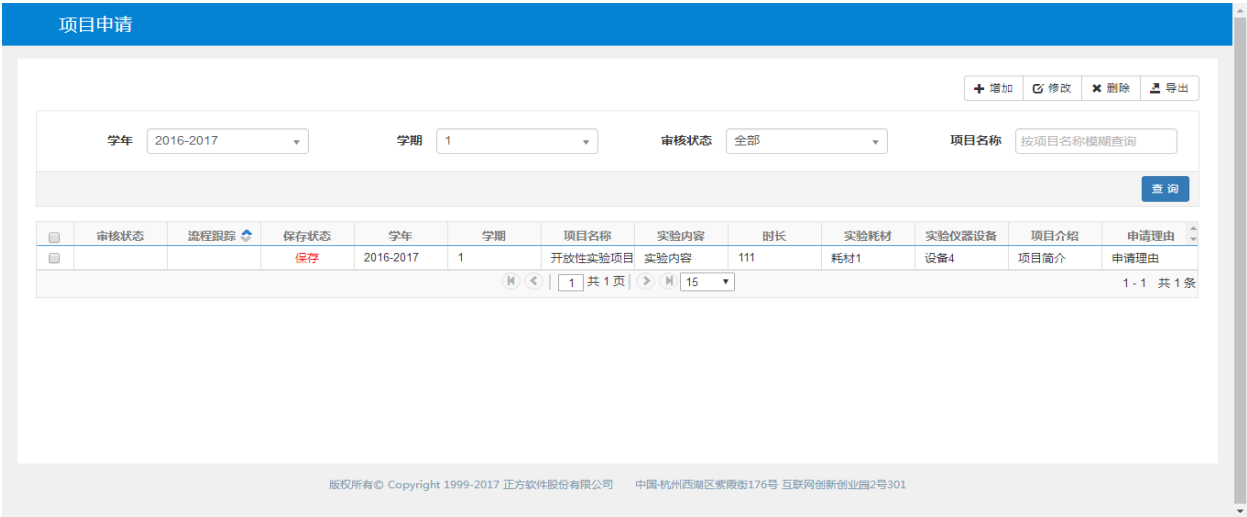 项目申请
增加 修改 删除 导出
学年 2016-2017 学期 1 审核状态 全部 项目名称 按项目名称模糊查询
查 询
审核状态 流程跟踪 保存状态 学年 学期 项目名称 实验内容 时长 实验耗材 实验仪器设备 项目介绍 申请理由
保存 2016-2017 1 开放性实验项目 实验内容 111 耗材1 设备4 项目简介 申请理由
1 共 1 页 15 1 - 1 共 1 条
版权所有© Copyright 1999-2017 正方软件股份有限公司 中国·杭州西湖区紫霞街176号 互联网创新创业园2号301